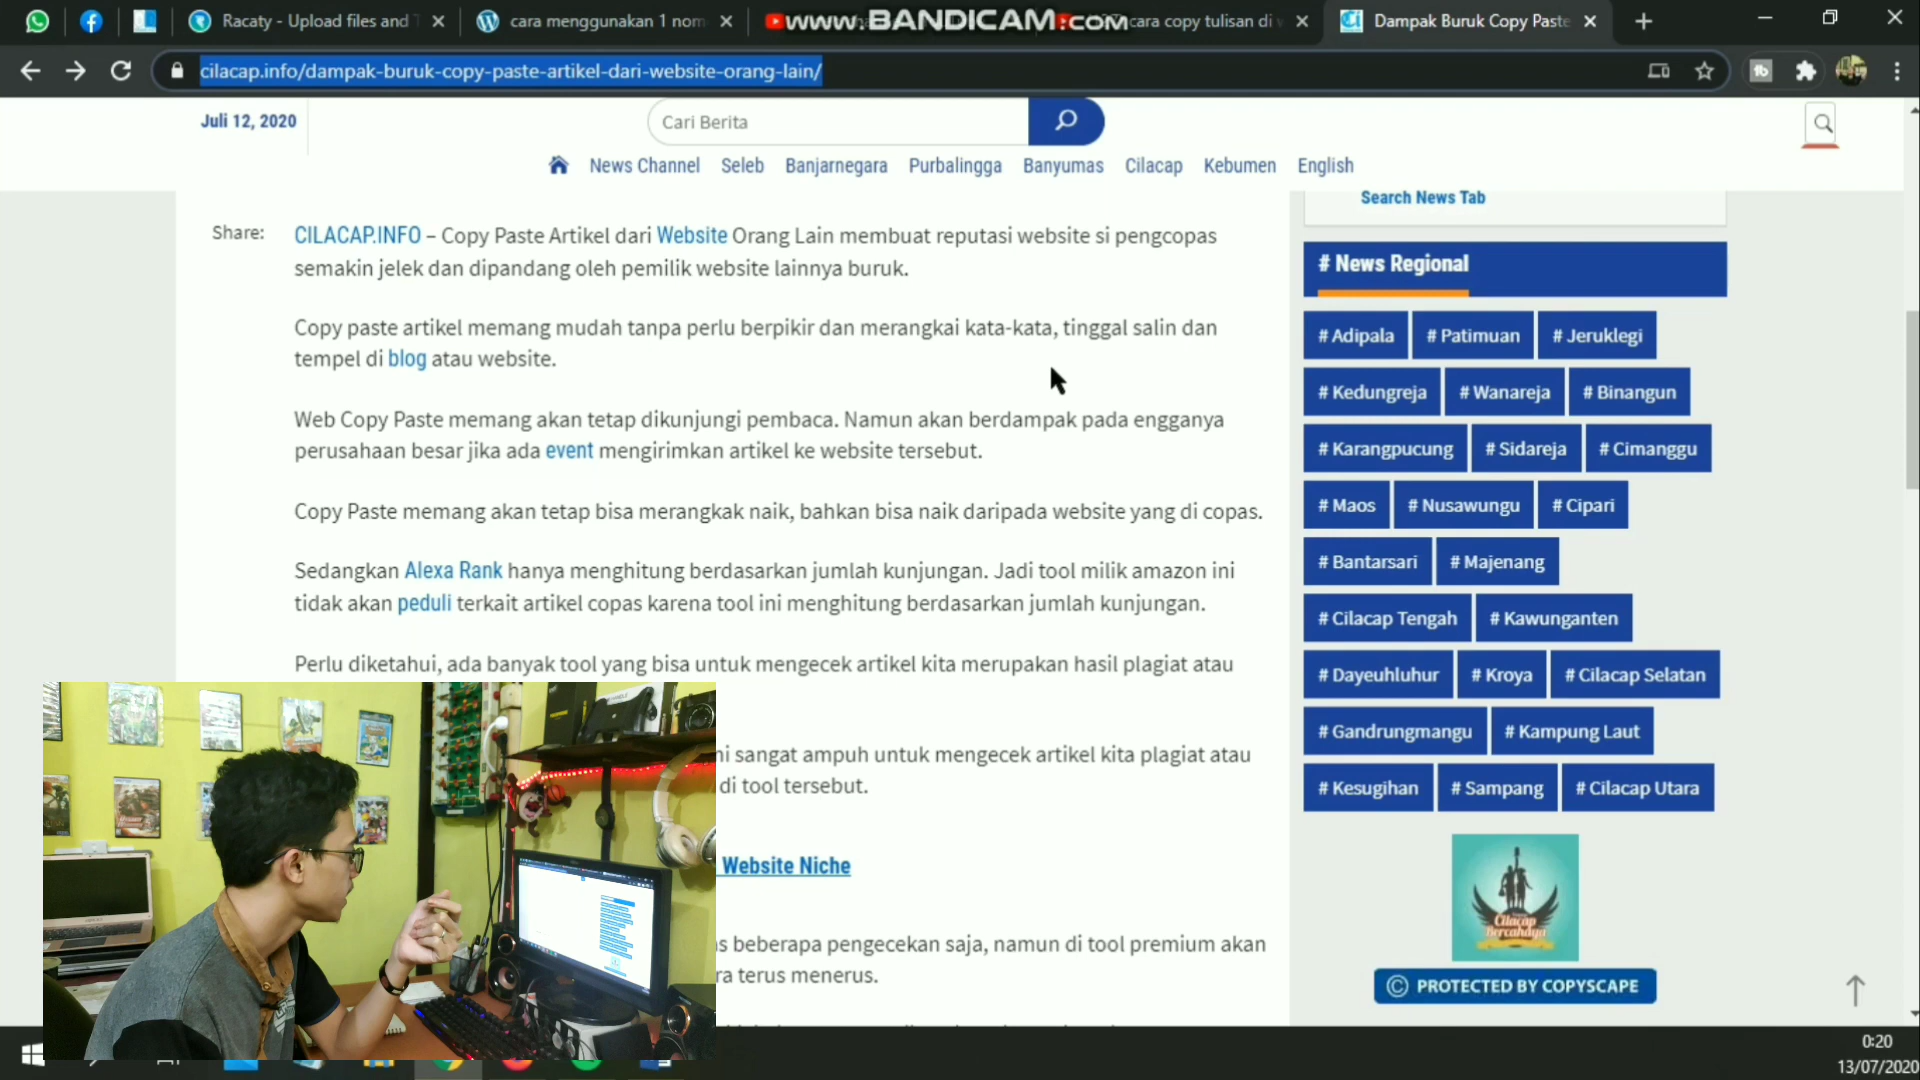 Racaty - Upload files and
cara menggunakan 1 nom
www.BANDICAM.com
cara copy tulisan di
Dampak Buruk Copy Paste
cilacap.info/dampak-buruk-copy-paste-artikel-dari-website-orang-lain/
Juli 12, 2020
Cari Berita
News Channel Seleb Banjarnegara Purbalingga Banyumas Cilacap Kebumen English
Search News Tab
Share:
CILACAP.INFO – Copy Paste Artikel dari Website Orang Lain membuat reputasi website si pengcopas
semakin jelek dan dipandang oleh pemilik website lainnya buruk.
Copy paste artikel memang mudah tanpa perlu berpikir dan merangkai kata-kata, tinggal salin dan
tempel di blog atau website.
Web Copy Paste memang akan tetap dikunjungi pembaca. Namun akan berdampak pada engganya
perusahaan besar jika ada event mengirimkan artikel ke website tersebut.
Copy Paste memang akan tetap bisa merangkak naik, bahkan bisa naik daripada website yang di copas.
Sedangkan Alexa Rank hanya menghitung berdasarkan jumlah kunjungan. Jadi tool milik amazon ini
tidak akan peduli terkait artikel copas karena tool ini menghitung berdasarkan jumlah kunjungan.
Perlu diketahui, ada banyak tool yang bisa untuk mengecek artikel kita merupakan hasil plagiat atau
ni sangat ampuh untuk mengecek artikel kita plagiat atau
di tool tersebut.
Website Niche
s beberapa pengecekan saja, namun di tool premium akan
ra terus menerus.
# News Regional
# Adipala # Patimuan # Jeruklegi
# Kedungreja # Wanareja # Binangun
# Karangpucung # Sidareja # Cimanggu
# Maos # Nusawungu # Cipari
# Bantarsari # Majenang
# Cilacap Tengah # Kawunganten
# Dayeuhluhur # Kroya # Cilacap Selatan
# Gandrungmangu # Kampung Laut
# Kesugihan # Sampang # Cilacap Utara
Cilacap
Bercahaya
© PROTECTED BY COPYSCAPE
0:20
13/07/2020